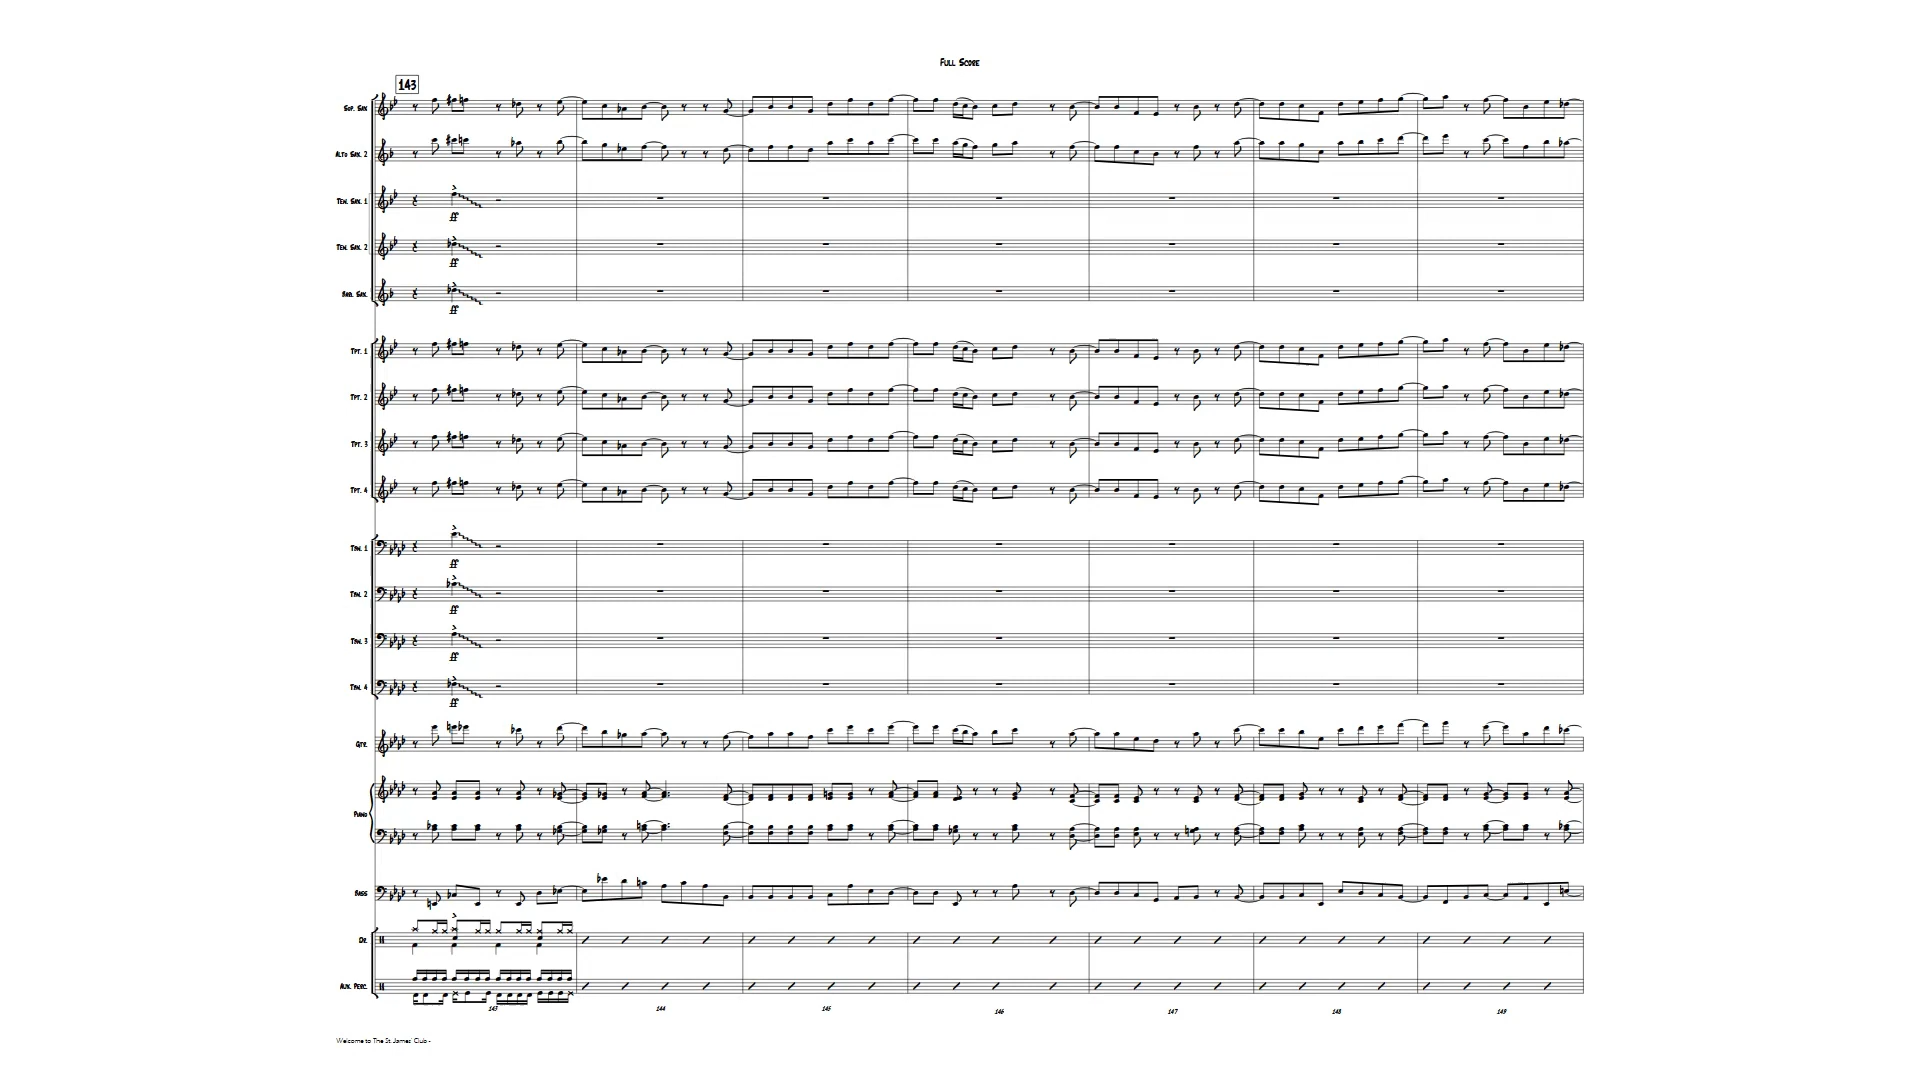 Full Score
143
Sop. Sax
Alto Sax. 2
Ten. Sax. 1
ff
Ten. Sax. 2
ff
Bar. Sax.
ff
Tpt. 1
Tpt. 2
Tpt. 3
Tpt. 4
Tbn. 1
ff
Tbn. 2
ff
Tbn. 3
ff
Tbn. 4
ff
Gtr.
Piano
Bass
Dr.
Aux. Perc.
143 144 145 146 147 148 149
Welcome to The St. James' Club -